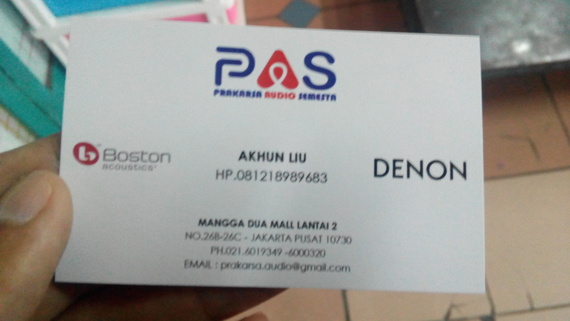 PAS
PRAKARSA AUDIO SEMESTA
b Boston
acoustics
AKHUN LIU
HP.081218989683
DENON
MANGGA DUA MALL LANTAI 2
NO.26B-26C - JAKARTA PUSAT 10730
PH.021.6019349 -6000320
EMAIL : prakarsa.audio@gmail.com